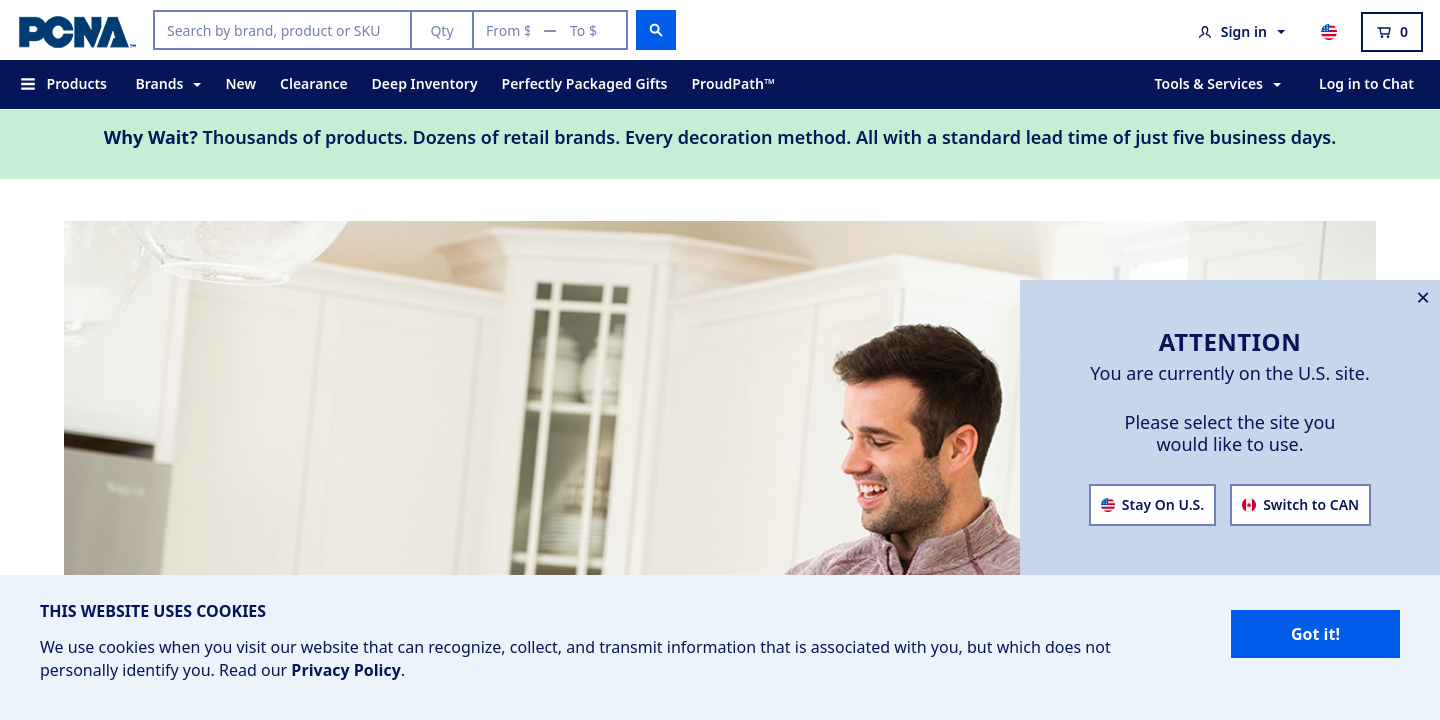 PCNA™
Search by brand, product or SKU
Qty
From $ — To $
Sign in
0
Products
Brands
New
Clearance
Deep Inventory
Perfectly Packaged Gifts
ProudPath™
Tools & Services
Log in to Chat
Why Wait? Thousands of products. Dozens of retail brands. Every decoration method. All with a standard lead time of just five business days.
ATTENTION
You are currently on the U.S. site.
Please select the site you
would like to use.
Stay On U.S.
Switch to CAN
THIS WEBSITE USES COOKIES
We use cookies when you visit our website that can recognize, collect, and transmit information that is associated with you, but which does not
personally identify you. Read our Privacy Policy.
Got it!